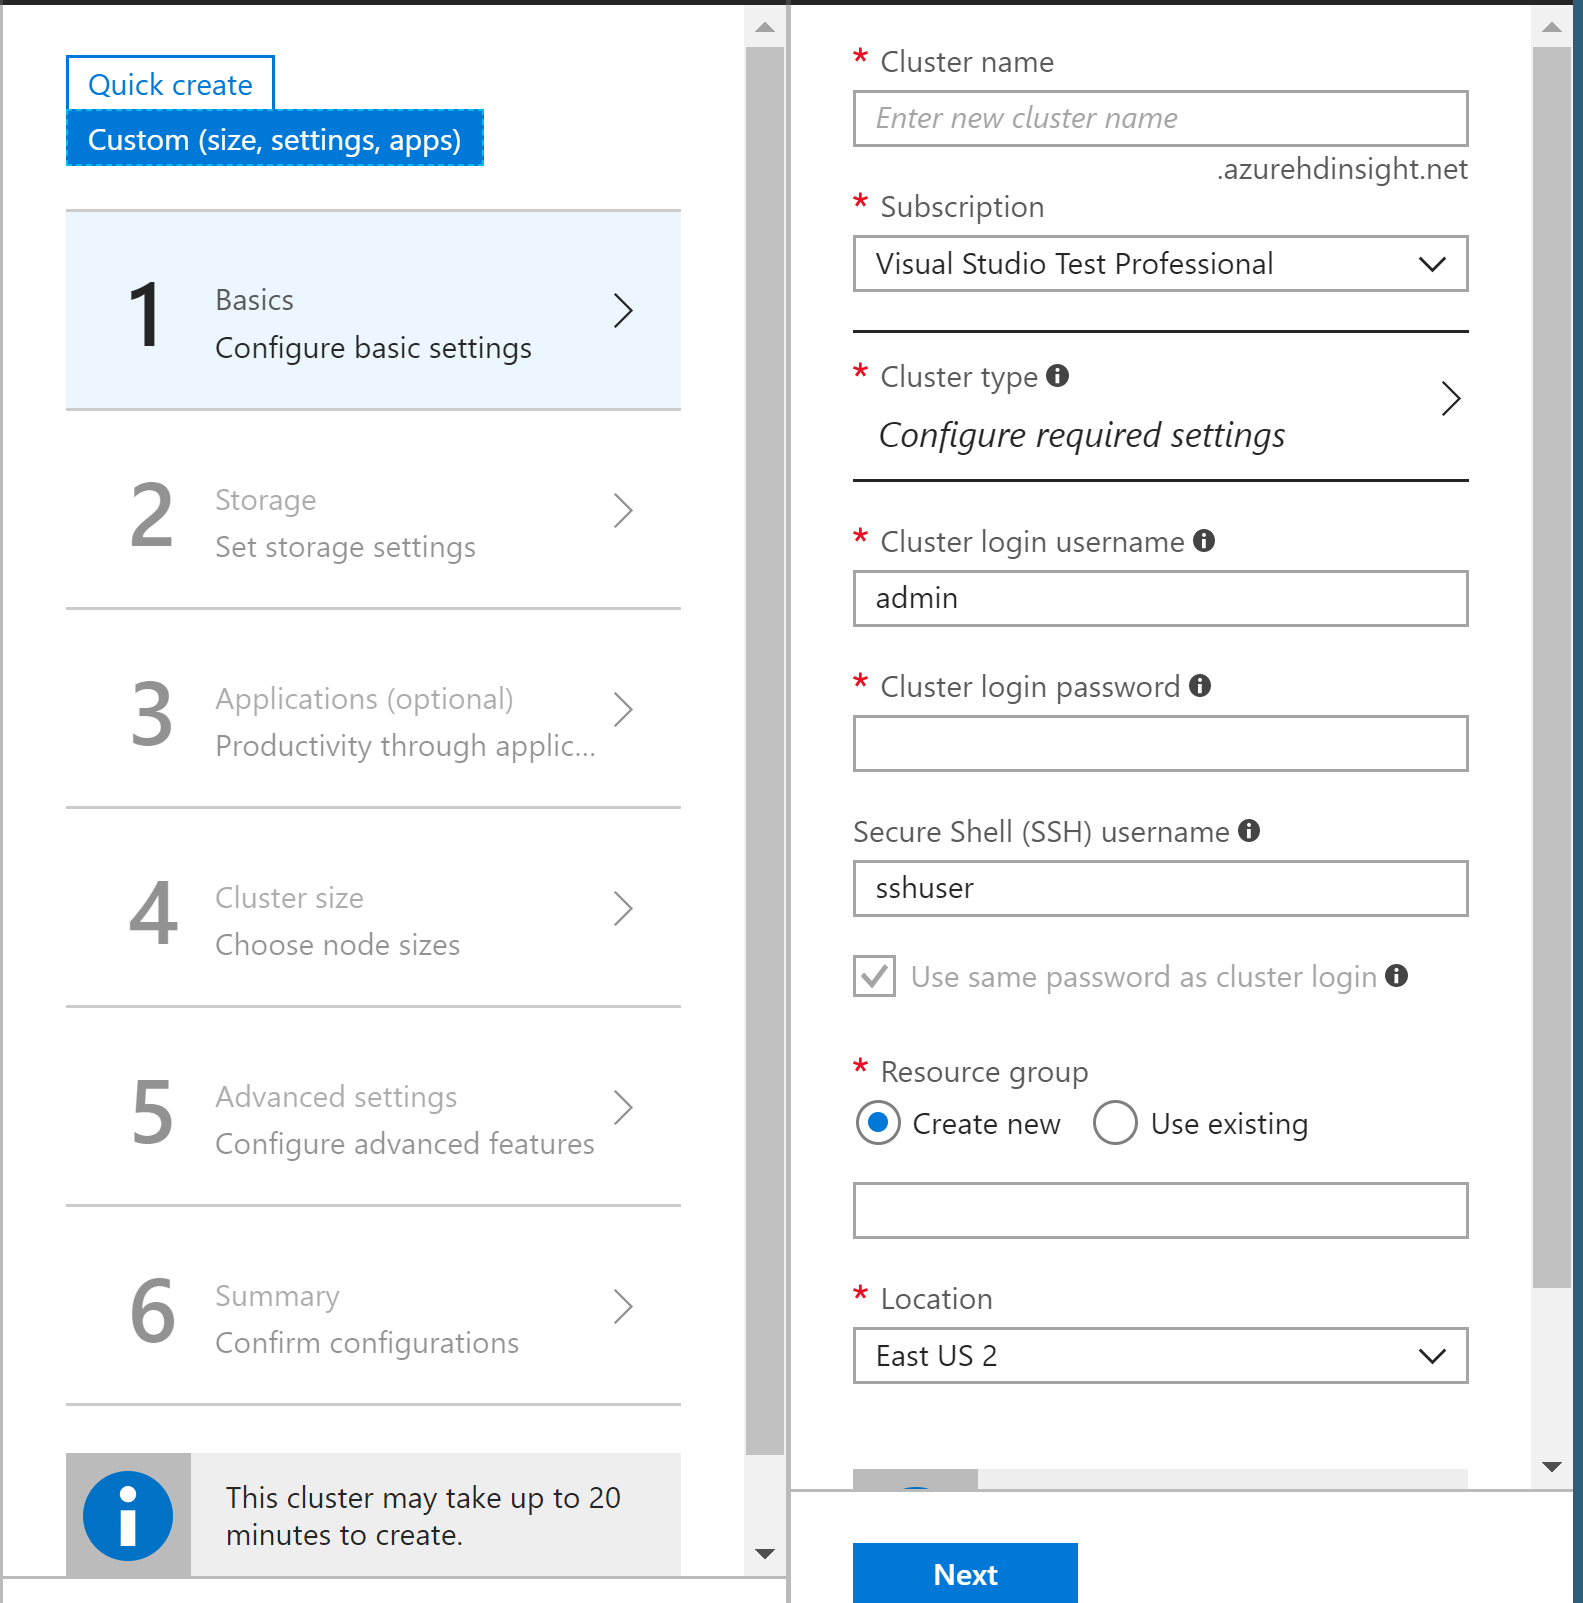 Quick create
Custom (size, settings, apps)
1
Basics
Configure basic settings
2
Storage
Set storage settings
3
Applications (optional)
Productivity through applic...
4
Cluster size
Choose node sizes
5
Advanced settings
Configure advanced features
6
Summary
Confirm configurations
This cluster may take up to 20
minutes to create.
* Cluster name
Enter new cluster name
.azurehdinsight.net
* Subscription
Visual Studio Test Professional
* Cluster type
Configure required settings
* Cluster login username
admin
* Cluster login password
Secure Shell (SSH) username
sshuser
Use same password as cluster login
* Resource group
Create new Use existing
* Location
East US 2
Next